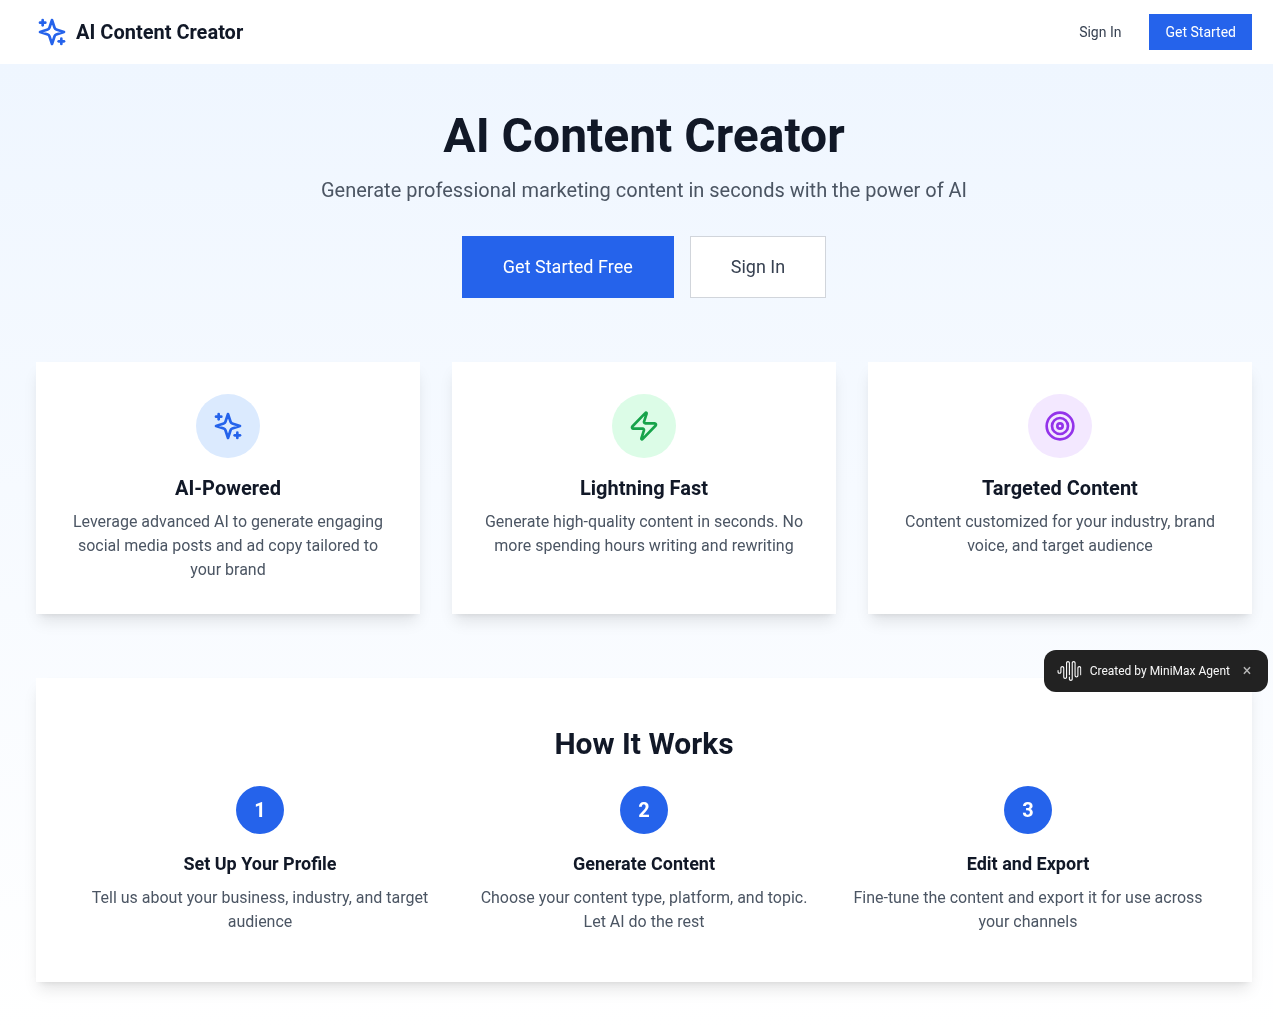 AI Content Creator
Sign In
Get Started
AI Content Creator
Generate professional marketing content in seconds with the power of AI
Get Started Free
Sign In
AI-Powered
Leverage advanced AI to generate engaging
social media posts and ad copy tailored to
your brand
Lightning Fast
Generate high-quality content in seconds. No
more spending hours writing and rewriting
Targeted Content
Content customized for your industry, brand
voice, and target audience
Created by MiniMax Agent
How It Works
1
Set Up Your Profile
Tell us about your business, industry, and target
audience
2
Generate Content
Choose your content type, platform, and topic.
Let AI do the rest
3
Edit and Export
Fine-tune the content and export it for use across
your channels